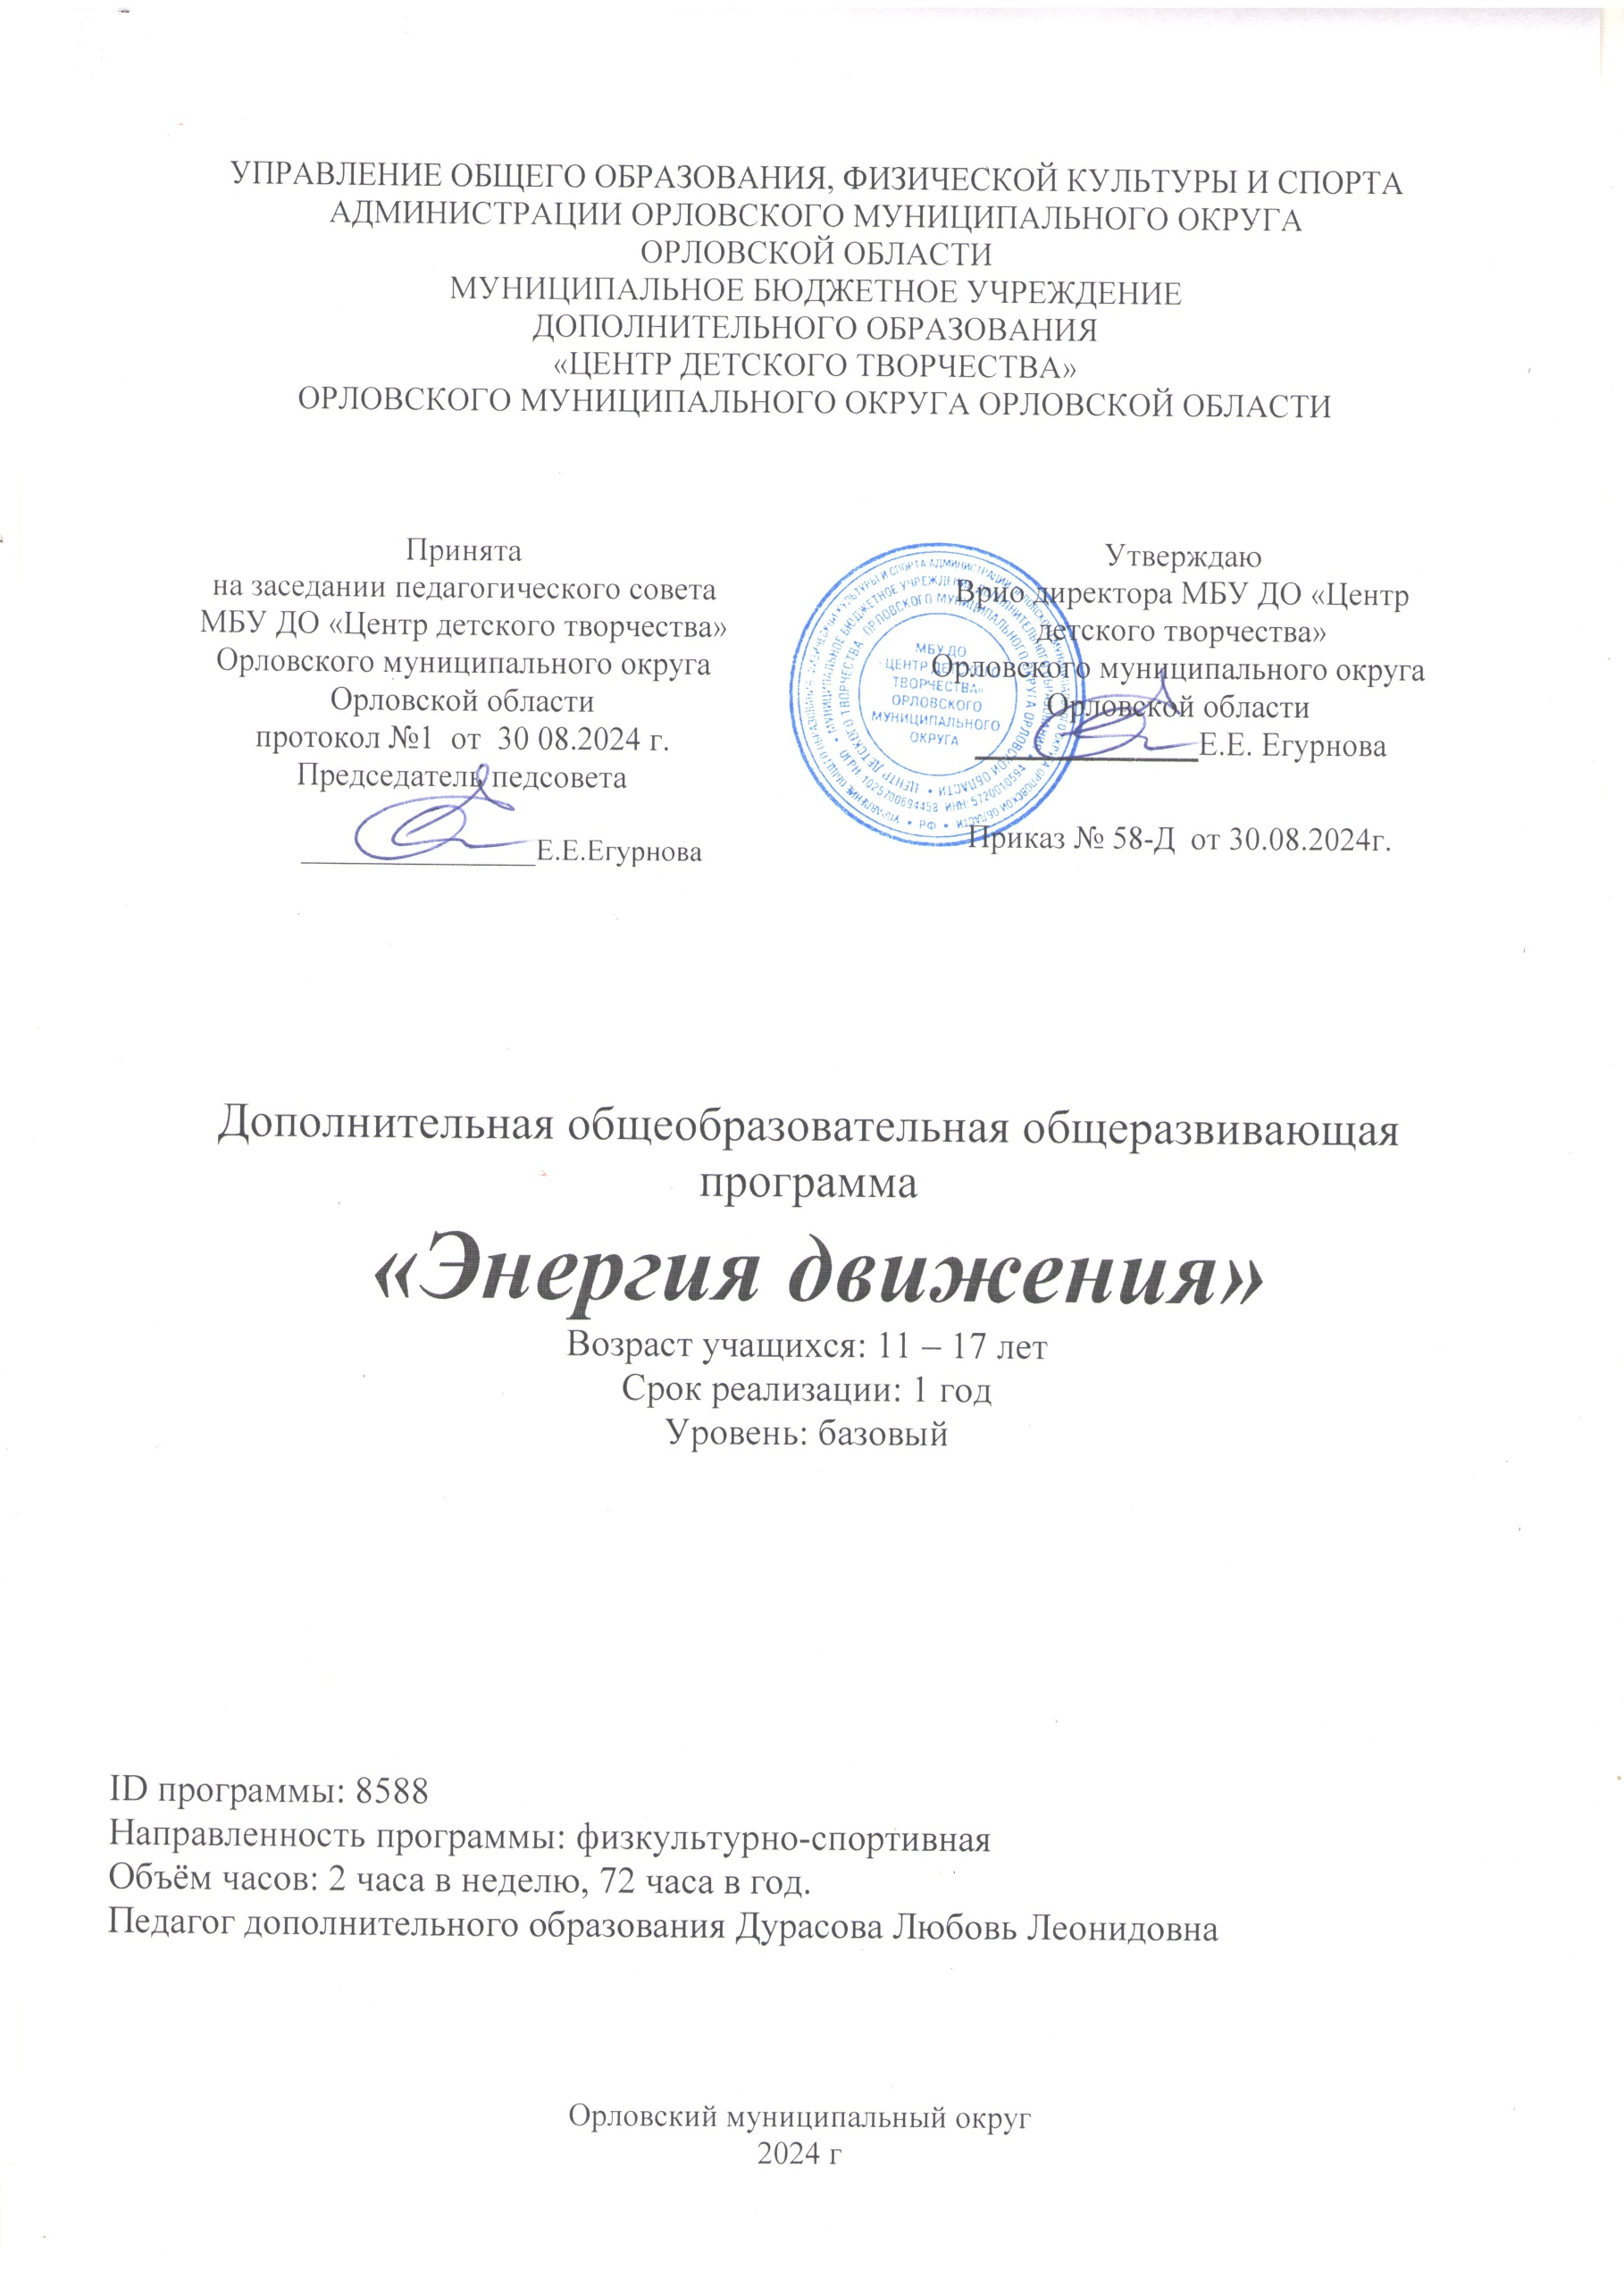 УПРАВЛЕНИЕ ОБЩЕГО ОБРАЗОВАНИЯ, ФИЗИЧЕСКОЙ КУЛЬТУРЫ И СПОРТА
АДМИНИСТРАЦИИ ОРЛОВСКОГО МУНИЦИПАЛЬНОГО ОКРУГА
ОРЛОВСКОЙ ОБЛАСТИ
МУНИЦИПАЛЬНОЕ БЮДЖЕТНОЕ УЧРЕЖДЕНИЕ
ДОПОЛНИТЕЛЬНОГО ОБРАЗОВАНИЯ
«ЦЕНТР ДЕТСКОГО ТВОРЧЕСТВА»
ОРЛОВСКОГО МУНИЦИПАЛЬНОГО ОКРУГА ОРЛОВСКОЙ ОБЛАСТИ
Принята
на заседании педагогического совета
МБУ ДО «Центр детского творчества»
Орловского муниципального округа
Орловской области
протокол №1 от 30 08.2024 г.
Председатель педсовета
Е.Е.Егурнова
Утверждаю
Врио директора МБУ ДО «Центр
детского творчества»
Орловского муниципального округа
Орловской области
Е.Е. Егурнова
Приказ № 58-Д от 30.08.2024г.
МБУ ДО
ЦЕНТР ДЕТСКОГО
ТВОРЧЕСТВА»
ОРЛОВСКОГО
МУНИЦИПАЛЬНОГО
ОКРУГА
Дополнительная общеобразовательная общеразвивающая
программа
«Энергия движения»
Возраст учащихся: 11 – 17 лет
Срок реализации: 1 год
Уровень: базовый
ID программы: 8588
Направленность программы: физкультурно-спортивная
Объём часов: 2 часа в неделю, 72 часа в год.
Педагог дополнительного образования Дурасова Любовь Леонидовна
Орловский муниципальный округ
2024 г